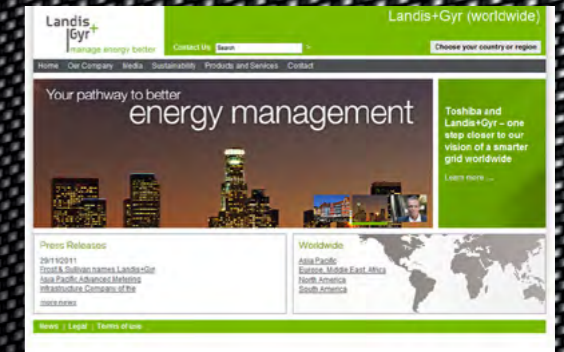 Landis+Gyr (worldwide)
Landis
|Gyr+
manage energy better
Contact Us Search
Choose your country or region
Home Our Company Media Sustainability Products and Services Contact
Your pathway to better
energy management
Toshiba and
Landis+Gyr – one
step closer to our
vision of a smarter
grid worldwide
Learn more ...
Press Releases
29/11/2011
Frost & Sullivan names Landis+Gyr
Asia Pacific Advanced Metering
Infrastructure Company of the
more news
Worldwide
Asia Pacific
Europe, Middle East, Africa
North America
South America
News | Legal | Terms of use